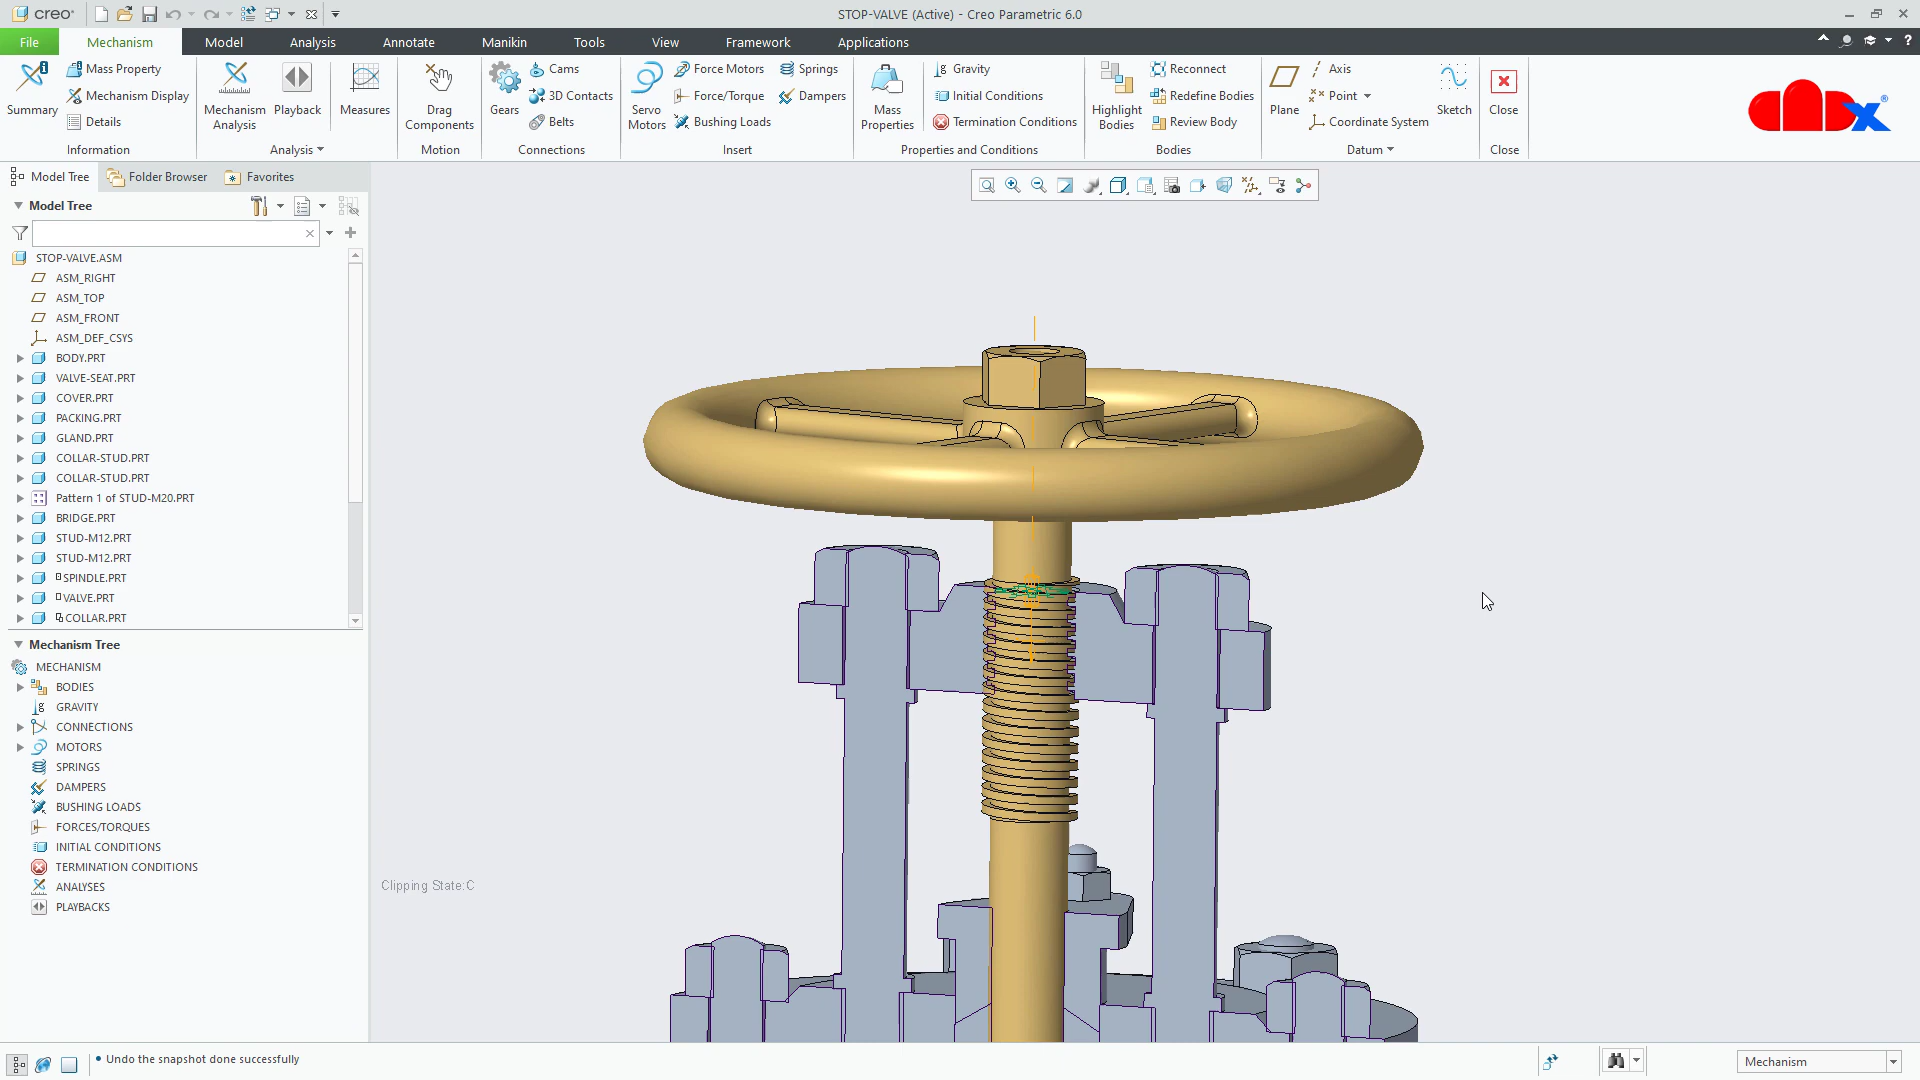 creo
STOP-VALVE (Active) - Creo Parametric 6.0
File
Mechanism
Model
Analysis
Annotate
Manikin
Tools
View
Framework
Applications
Summary
Mass Property
Mechanism Display
Details
Information
Mechanism
Analysis
Playback
Measures
Analysis
Drag
Components
Motion
Gears
Cams
3D Contacts
Belts
Connections
Servo
Motors
Force Motors
Force/Torque
Bushing Loads
Springs
Dampers
Insert
Mass
Properties
Gravity
Initial Conditions
Termination Conditions
Properties and Conditions
Highlight
Bodies
Reconnect
Redefine Bodies
Review Body
Bodies
Plane
Axis
Point
Coordinate System
Sketch
Datum
Close
Close
Model Tree
Folder Browser
Favorites
Model Tree
STOP-VALVE.ASM
ASM_RIGHT
ASM_TOP
ASM_FRONT
ASM_DEF_CSYS
BODY.PRT
VALVE-SEAT.PRT
COVER.PRT
PACKING.PRT
GLAND.PRT
COLLAR-STUD.PRT
COLLAR-STUD.PRT
Pattern 1 of STUD-M20.PRT
BRIDGE.PRT
STUD-M12.PRT
STUD-M12.PRT
SPINDLE.PRT
VALVE.PRT
COLLAR.PRT
Mechanism Tree
MECHANISM
BODIES
GRAVITY
CONNECTIONS
MOTORS
SPRINGS
DAMPERS
BUSHING LOADS
FORCES/TORQUES
INITIAL CONDITIONS
TERMINATION CONDITIONS
ANALYSES
PLAYBACKS
Clipping State:C
• Undo the snapshot done successfully
Mechanism